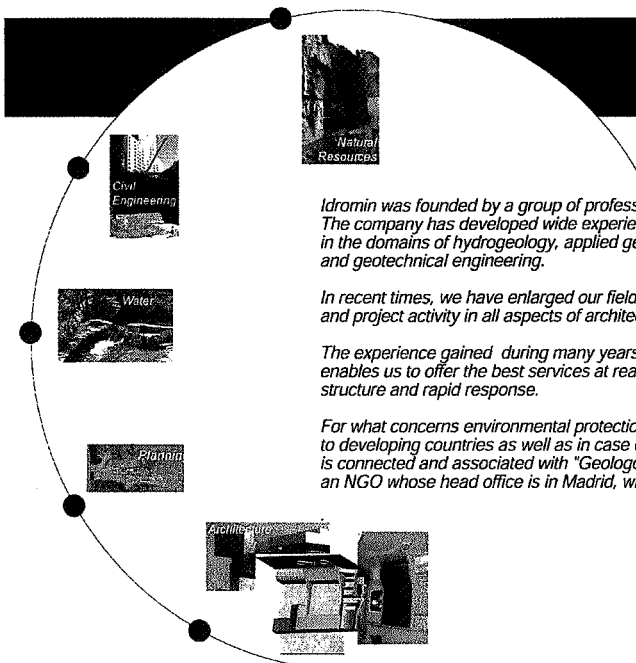 Natural
Resources
Civil
Engineering
Water
Architecture
Idromin was founded by a group of profess
The company has developed wide experie
in the domains of hydrogeology, applied ge
and geotechnical engineering.
In recent times, we have enlarged our field
and project activity in all aspects of archite
The experience gained during many years
enables us to offer the best services at rea
structure and rapid response.
For what concerns environmental protectio
to developing countries as well as in case
is connected and associated with "Geolog
an NGO whose head office is in Madrid, w
Plannin